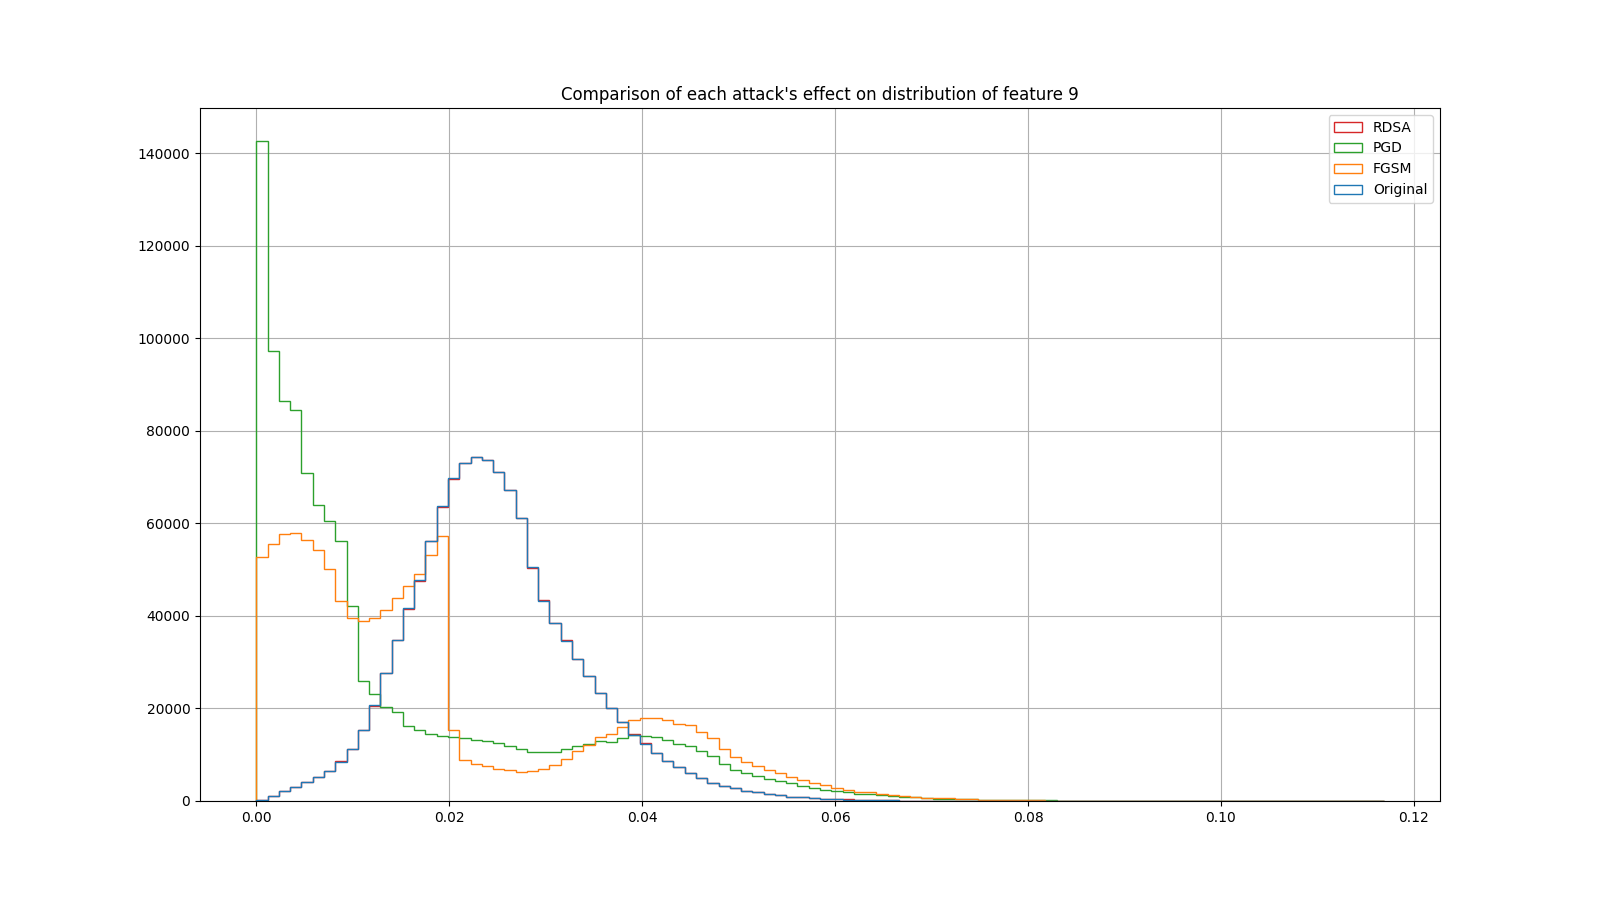 Comparison of each attack's effect on distribution of feature 9
RDSA
PGD
FGSM
Original
140000
120000
100000
80000
60000
40000
20000
0
0.00 0.02 0.04 0.06 0.08 0.10 0.12